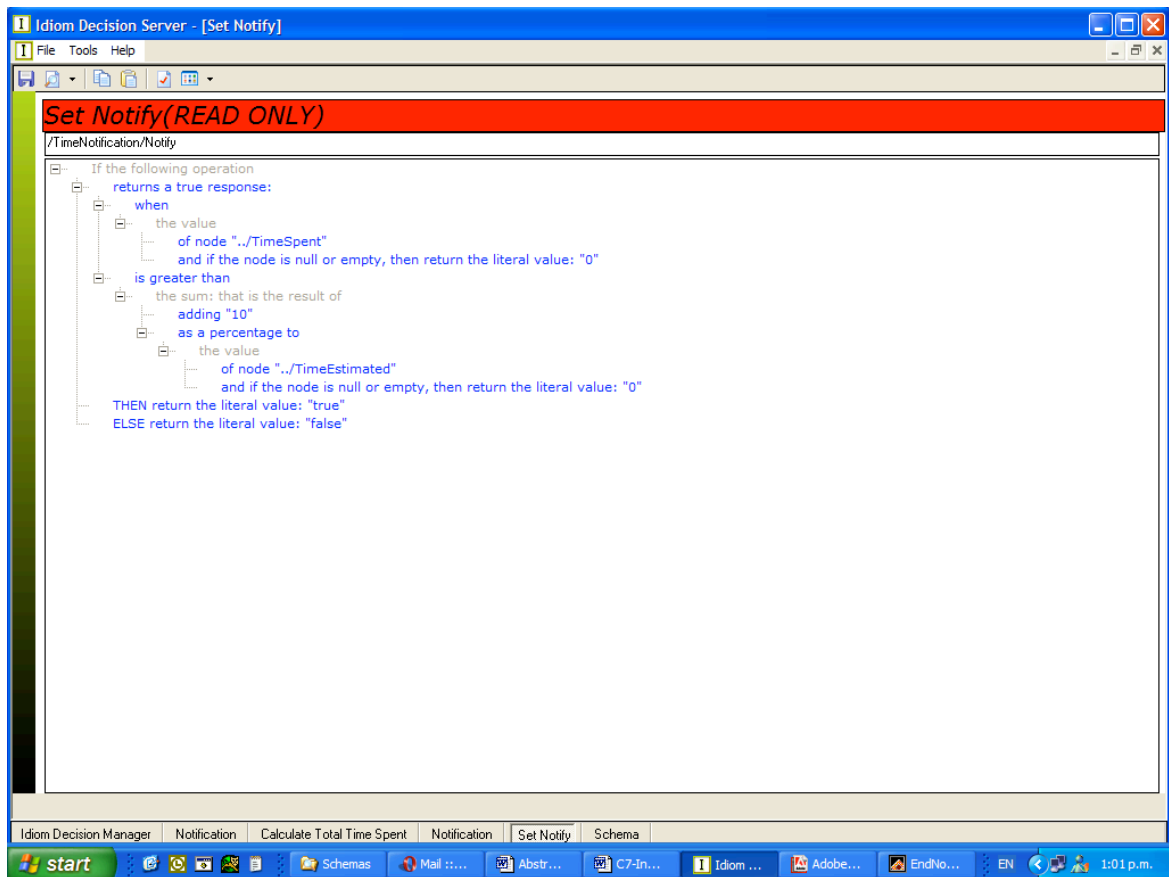 I Idiom Decision Server - [Set Notify]
I File Tools Help
Set Notify(READ ONLY)
/TimeNotification/Notify
If the following operation
returns a true response:
when
the value
of node "../TimeSpent"
and if the node is null or empty, then return the literal value: "0"
is greater than
the sum: that is the result of
adding "10"
as a percentage to
the value
of node "../TimeEstimated"
and if the node is null or empty, then return the literal value: "0"
THEN return the literal value: "true"
ELSE return the literal value: "false"
Idiom Decision Manager Notification Calculate Total Time Spent Notification Set Notify Schema
start Schemas Mail ::... Abstr... C7-In... I Idiom ... Adobe... EndNo... EN 1:01 p.m.